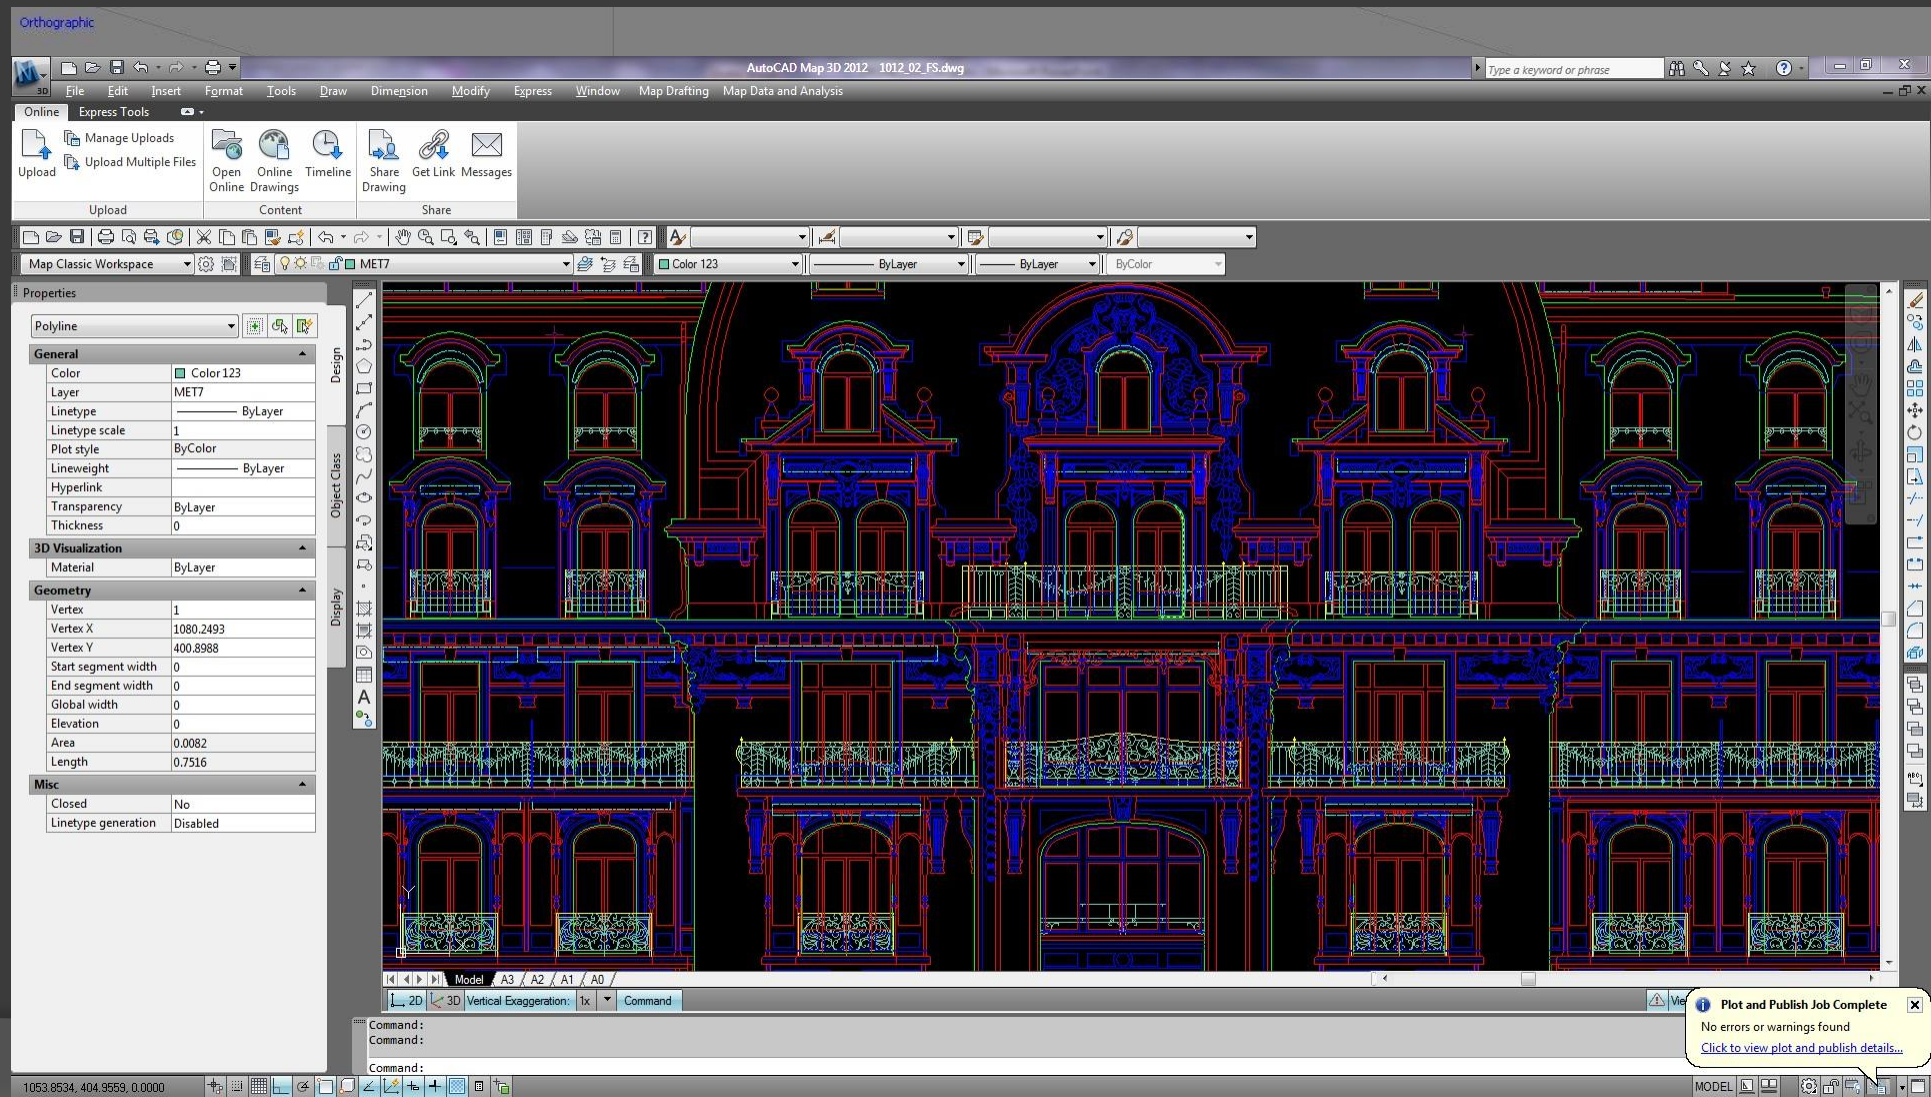 Orthographic
AutoCAD Map 3D 2012 1012_02_FS.dwg
Type a keyword or phrase
3D
File Edit Insert Format Tools Draw Dimension Modify Express Window Map Drafting Map Data and Analysis
Online Express Tools
Upload
Manage Uploads
Upload Multiple Files
Open Online
Online Drawings
Timeline
Share Drawing
Get Link
Messages
Upload Content Share
Map Classic Workspace
MET7
Color 123
ByLayer
ByLayer
ByColor
Properties
Polyline
General
Color Color 123
Layer MET7
Linetype ByLayer
Linetype scale 1
Plot style ByColor
Lineweight ByLayer
Hyperlink
Transparency ByLayer
Thickness 0
3D Visualization
Material ByLayer
Geometry
Vertex 1
Vertex X 1080.2493
Vertex Y 400.8988
Start segment width 0
End segment width 0
Global width 0
Elevation 0
Area 0.0082
Length 0.7516
Misc
Closed No
Linetype generation Disabled
Design
Object Class
Display
A
ABC
Y
Model A3 A2 A1 A0
2D 3D Vertical Exaggeration: 1x Command
Vie
Command:
Command:
Command:
Plot and Publish Job Complete
No errors or warnings found
Click to view plot and publish details...
1053.8534, 404.9559, 0.0000
MODEL